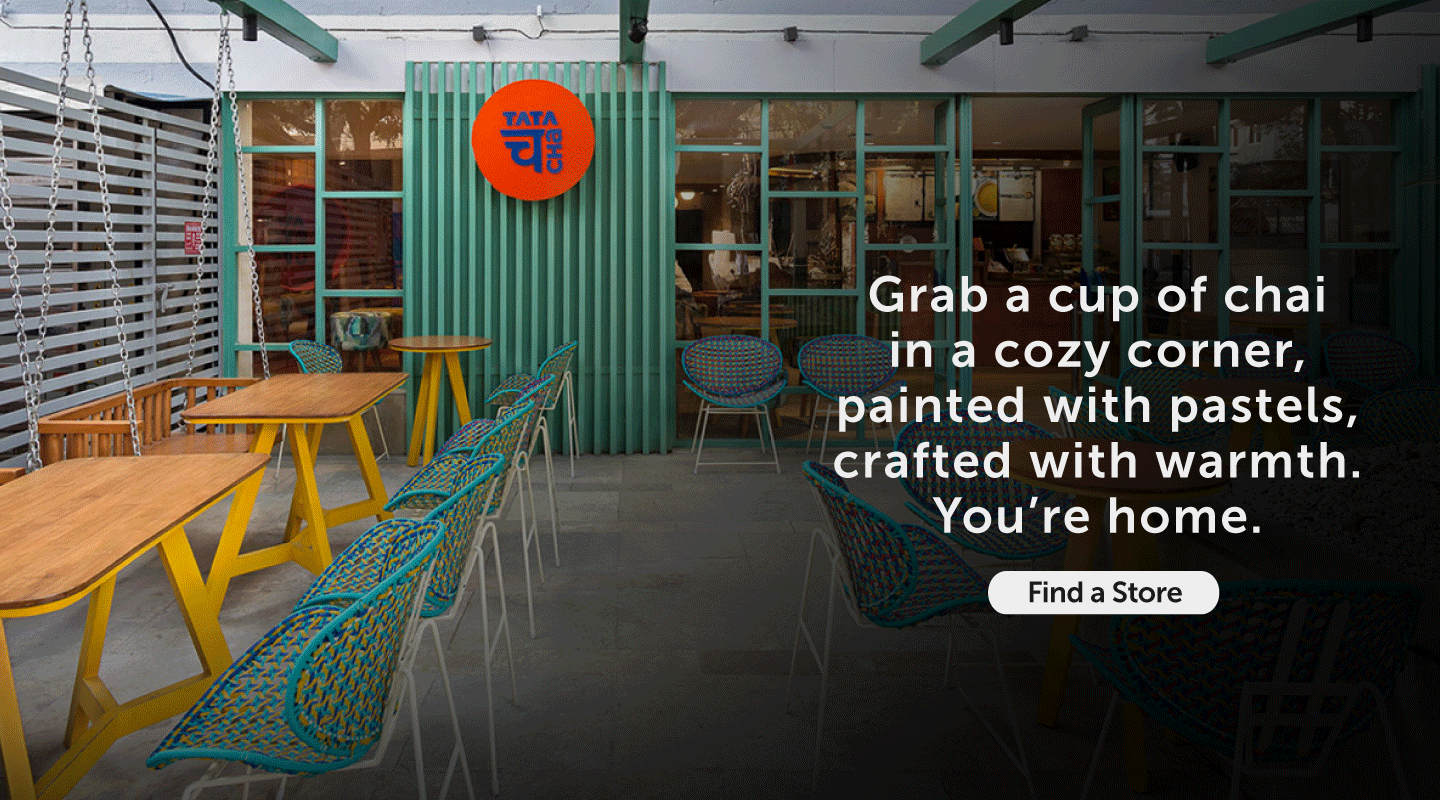 TATA
च
CHa
Grab a cup of chai
in a cozy corner,
painted with pastels,
crafted with warmth.
You’re home.
Find a Store